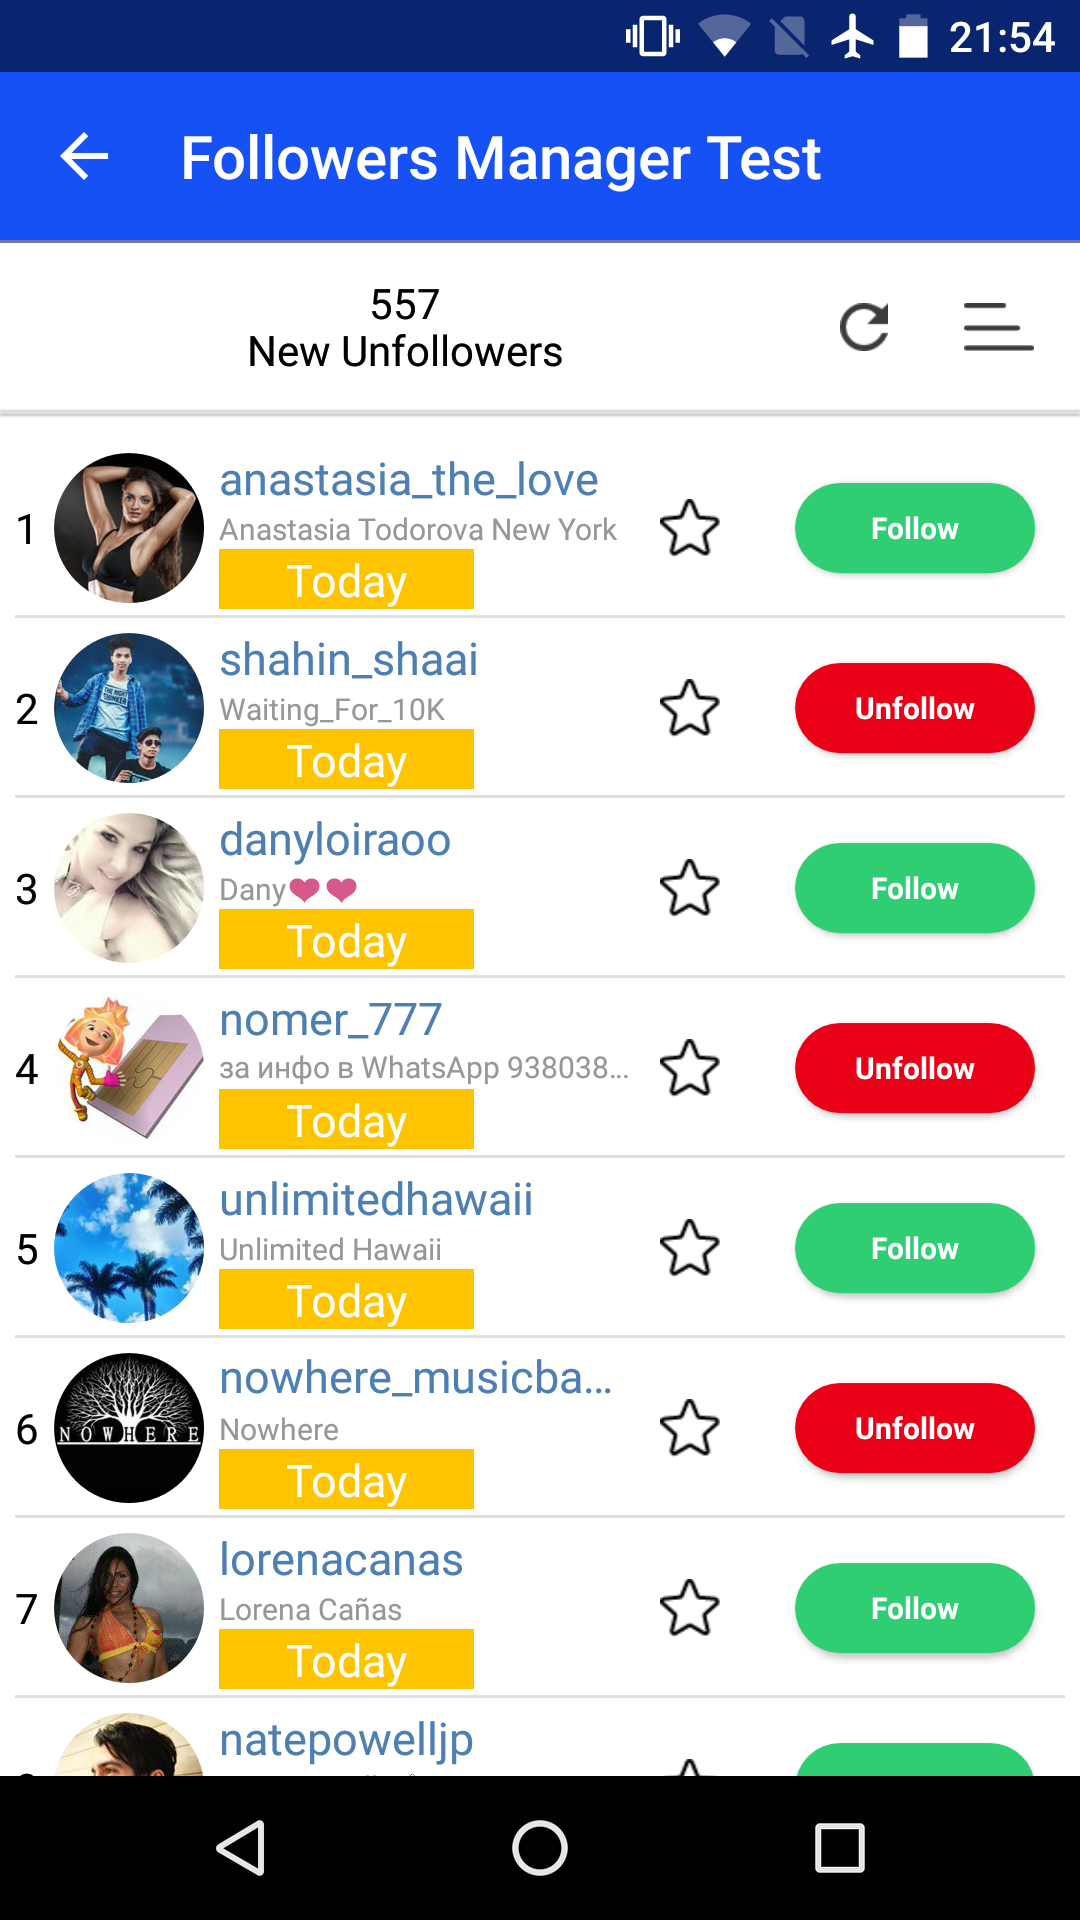 21:54
Followers Manager Test
557
New Unfollowers
1
anastasia_the_love
Anastasia Todorova New York
Today
Follow
2
shahin_shaai
Waiting_For_10K
Today
Unfollow
3
danyloiraoo
Dany❤❤
Today
Follow
4
nomer_777
за инфо в WhatsApp 938038...
Today
Unfollow
5
unlimitedhawaii
Unlimited Hawaii
Today
Follow
6
NOWHERE
nowhere_musicba...
Nowhere
Today
Unfollow
7
lorenacanas
Lorena Cañas
Today
Follow
natepowelljp